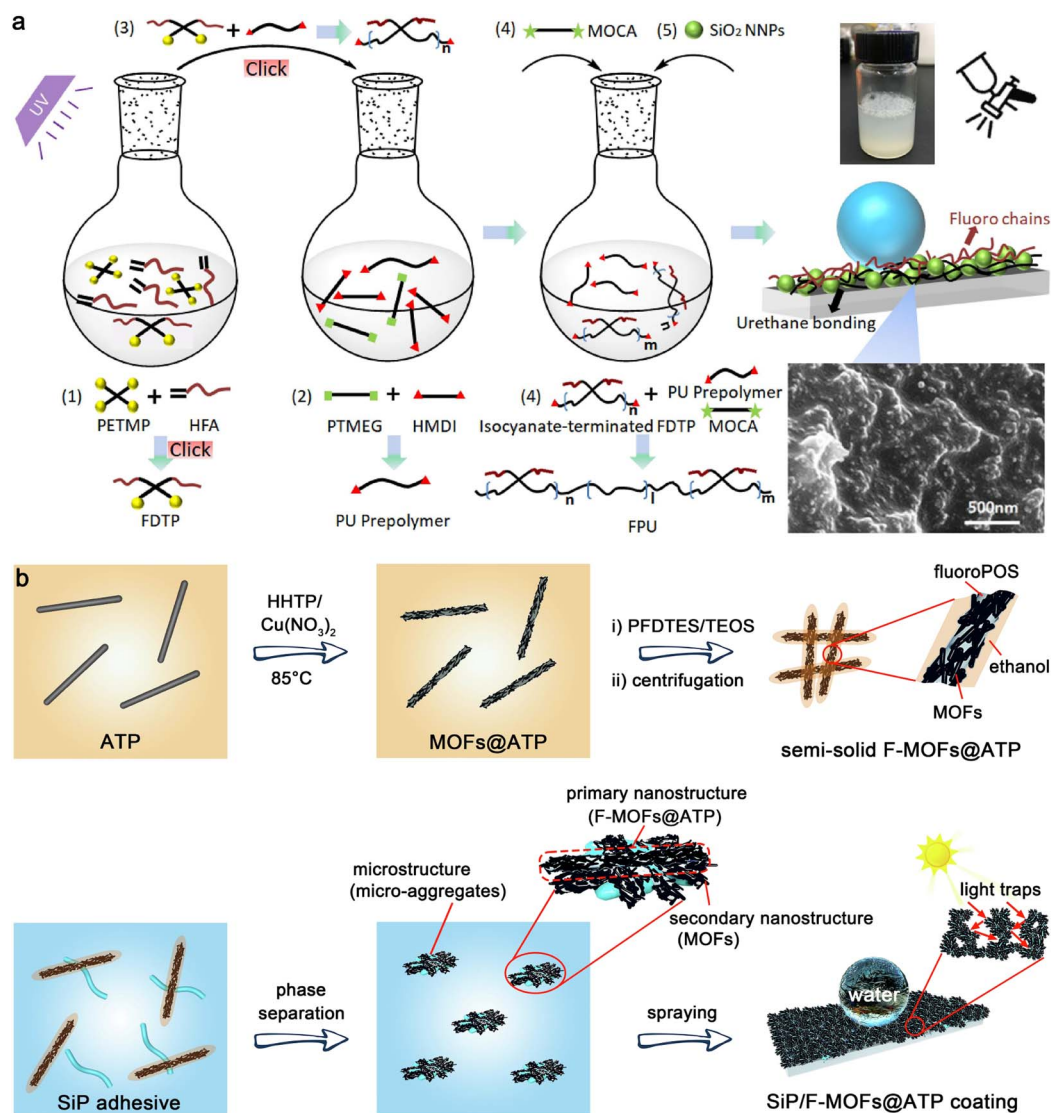 a
(3) + n
Click
(4) MOCA (5) SiO₂ NNPs
UV
Fluoro chains
Urethane bonding
n
m
(1) +
PETMP HFA
Click
FDTP
(2) +
PTMEG HMDI
PU Prepolymer
(4) n + PU Prepolymer
Isocyanate-terminated FDTP MOCA
n l m
FPU
500nm
b
ATP
HHTP/
Cu(NO₃)₂
85°C
MOFs@ATP
i) PFDTES/TEOS
ii) centrifugation
fluoroPOS
ethanol
MOFs
semi-solid F-MOFs@ATP
primary nanostructure
(F-MOFs@ATP)
microstructure
(micro-aggregates)
secondary nanostructure
(MOFs)
light traps
SiP adhesive
phase
separation
spraying
water
SiP/F-MOFs@ATP coating